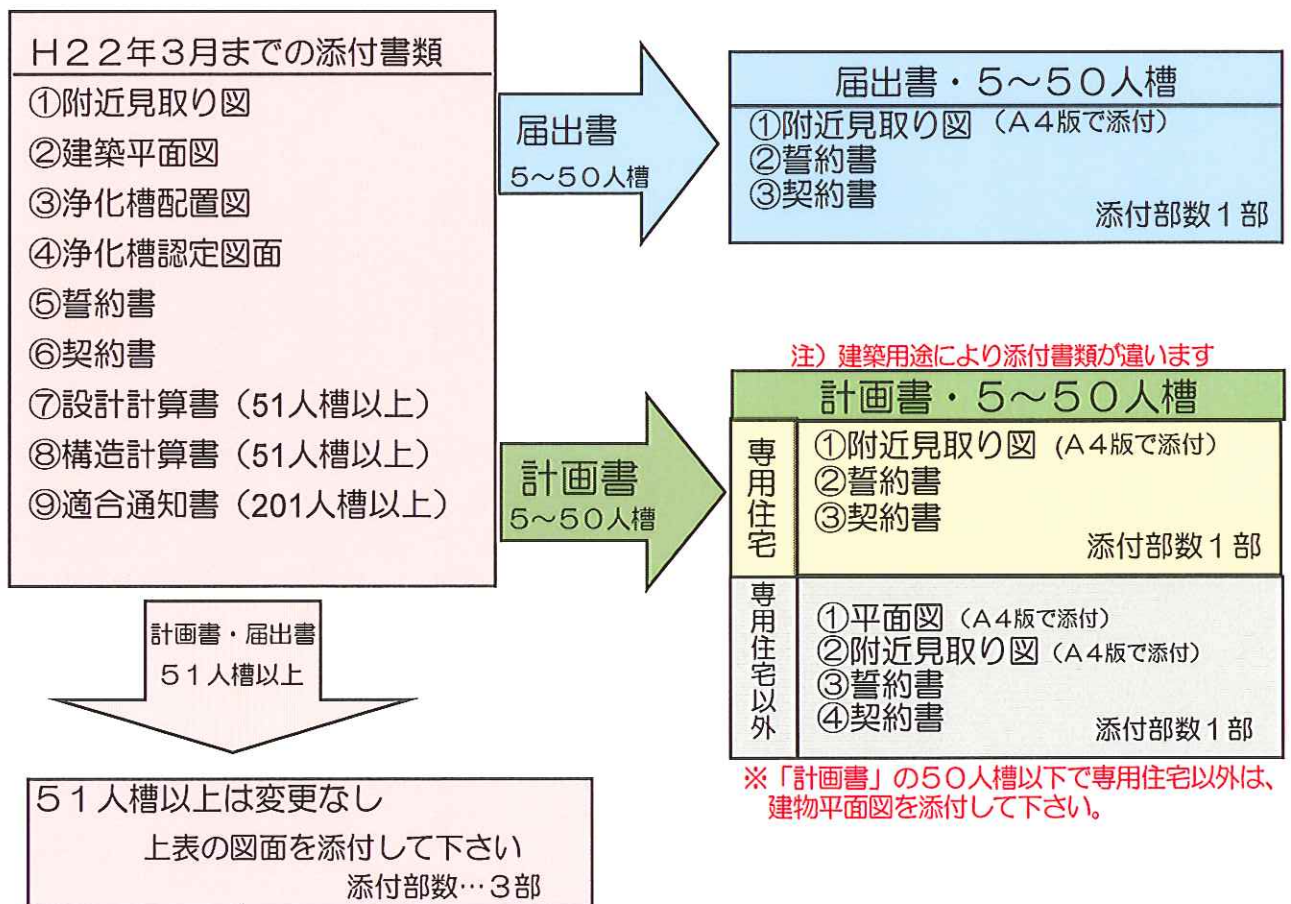 H22年3月までの添付書類
①附近見取り図
②建築平面図
③浄化槽配置図
④浄化槽認定図面
⑤誓約書
⑥契約書
⑦設計計算書（51人槽以上）
⑧構造計算書（51人槽以上）
⑨適合通知書（201人槽以上）
届出書
5～50人槽
届出書・5～50人槽
①附近見取り図（A4版で添付）
②誓約書
③契約書
添付部数1部
計画書
5～50人槽
注）建築用途により添付書類が違います
計画書・5～50人槽
専用住宅
①附近見取り図（A4版で添付）
②誓約書
③契約書
添付部数1部
専用住宅以外
①平面図（A4版で添付）
②附近見取り図（A4版で添付）
③誓約書
④契約書
添付部数1部
※「計画書」の50人槽以下で専用住宅以外は、
建物平面図を添付して下さい。
計画書・届出書
51人槽以上
51人槽以上は変更なし
上表の図面を添付して下さい
添付部数…3部